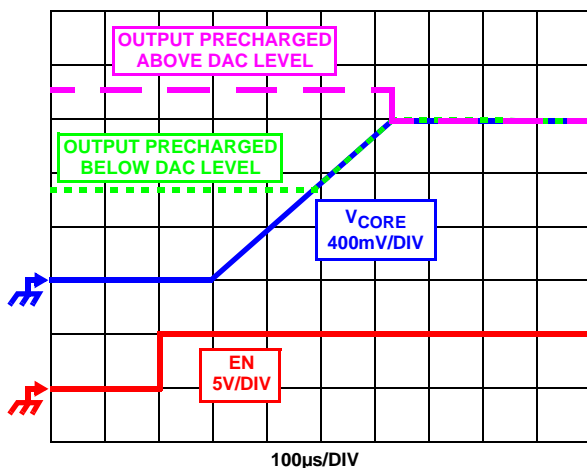 OUTPUT PRECHARGED
ABOVE DAC LEVEL
OUTPUT PRECHARGED
BELOW DAC LEVEL
VCORE
400mV/DIV
EN
5V/DIV
100µs/DIV